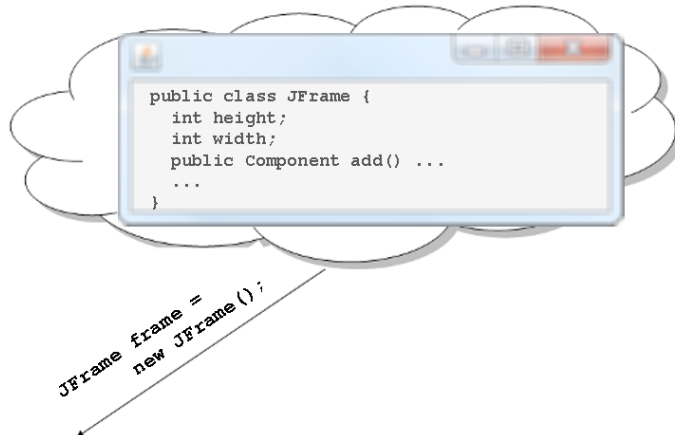 public class JFrame {
int height;
int width;
public Component add() ...
...
}
JFrame frame =
new JFrame();